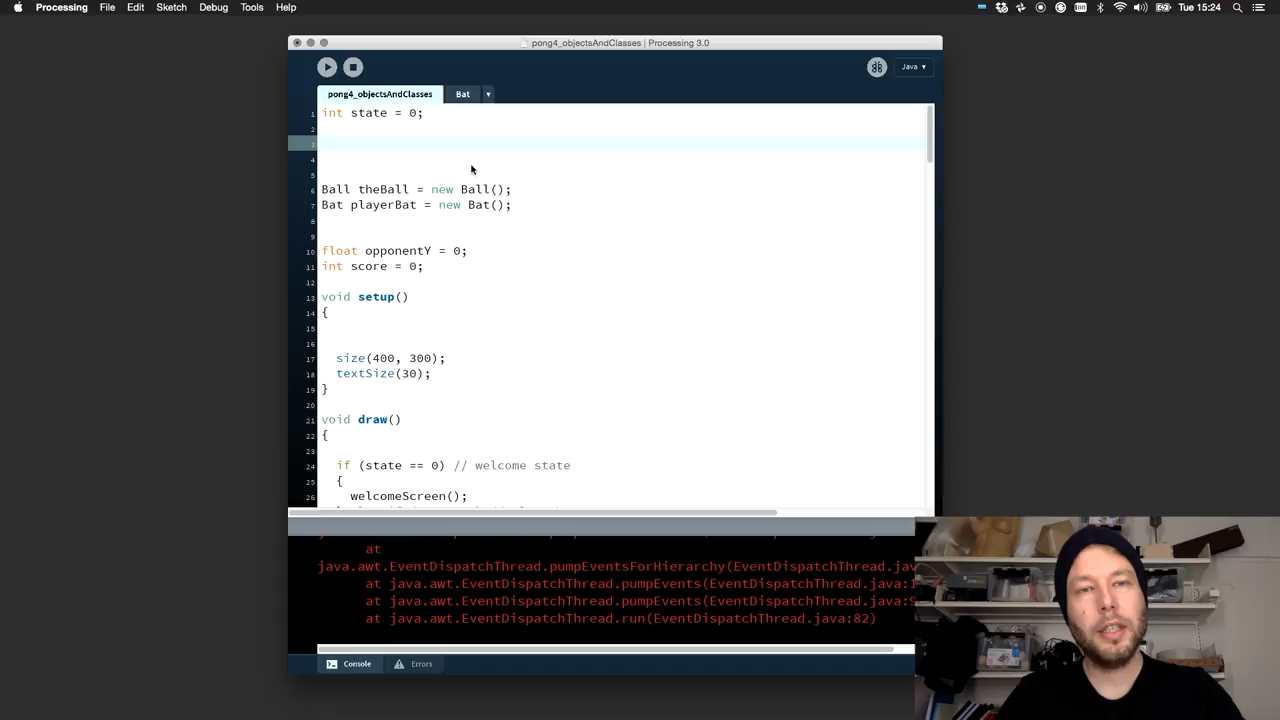 Processing File Edit Sketch Debug Tools Help Tue 15:24
pong4_objectsAndClasses | Processing 3.0
Java
pong4_objectsAndClasses Bat
1 int state = 0;
2
3
4
5
6 Ball theBall = new Ball();
7 Bat playerBat = new Bat();
8
9
10 float opponentY = 0;
11 int score = 0;
12
13 void setup()
14 {
15
16
17 size(400, 300);
18 textSize(30);
19 }
20
21 void draw()
22 {
23
24 if (state == 0) // welcome state
25 {
26 welcomeScreen();
at
java.awt.EventDispatchThread.pumpEventsForHierarchy(EventDispatchThread.jav
at java.awt.EventDispatchThread.pumpEvents(EventDispatchThread.java:1
at java.awt.EventDispatchThread.pumpEvents(EventDispatchThread.java:9
at java.awt.EventDispatchThread.run(EventDispatchThread.java:82)
Console Errors